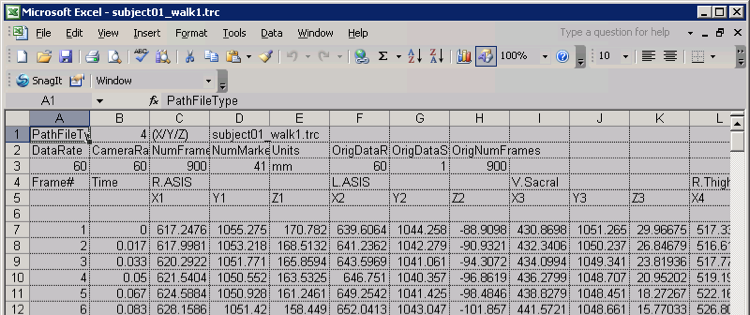 Microsoft Excel - subject01_walk1.trc
File Edit View Insert Format Tools Data Window Help Type a question for help
100% 10
SnagIt Window
A1 fx PathFileType
A B C D E F G H I J K L
1 PathFileTy 4 (X/Y/Z) subject01_walk1.trc
2 DataRate CameraRa NumFrame NumMarke Units OrigDataR OrigDataS OrigNumFrames
3 60 60 900 41 mm 60 1 900
4 Frame# Time R.ASIS L.ASIS V.Sacral R.Thigh
5 X1 Y1 Z1 X2 Y2 Z2 X3 Y3 Z3 X4
6
7 1 0 617.2476 1055.275 170.782 639.6064 1044.258 -88.9098 430.8698 1051.265 29.96675 517.3
8 2 0.017 617.9981 1053.218 168.5132 641.2362 1042.279 -90.9321 432.3406 1050.237 26.84679 516.6
9 3 0.033 620.2922 1051.771 165.8594 643.5969 1041.061 -94.3072 434.0994 1049.341 23.81936 517.7
10 4 0.05 621.5404 1050.552 163.5325 646.751 1040.357 -96.8619 436.2799 1048.707 20.95202 519.1
11 5 0.067 624.5884 1050.928 161.2461 649.2542 1041.425 -98.4846 438.8279 1048.451 18.27267 522.1
12 6 0.083 628.1586 1051.42 158.449 652.0413 1043.047 -101.857 441.5721 1048.661 15.77033 526.8